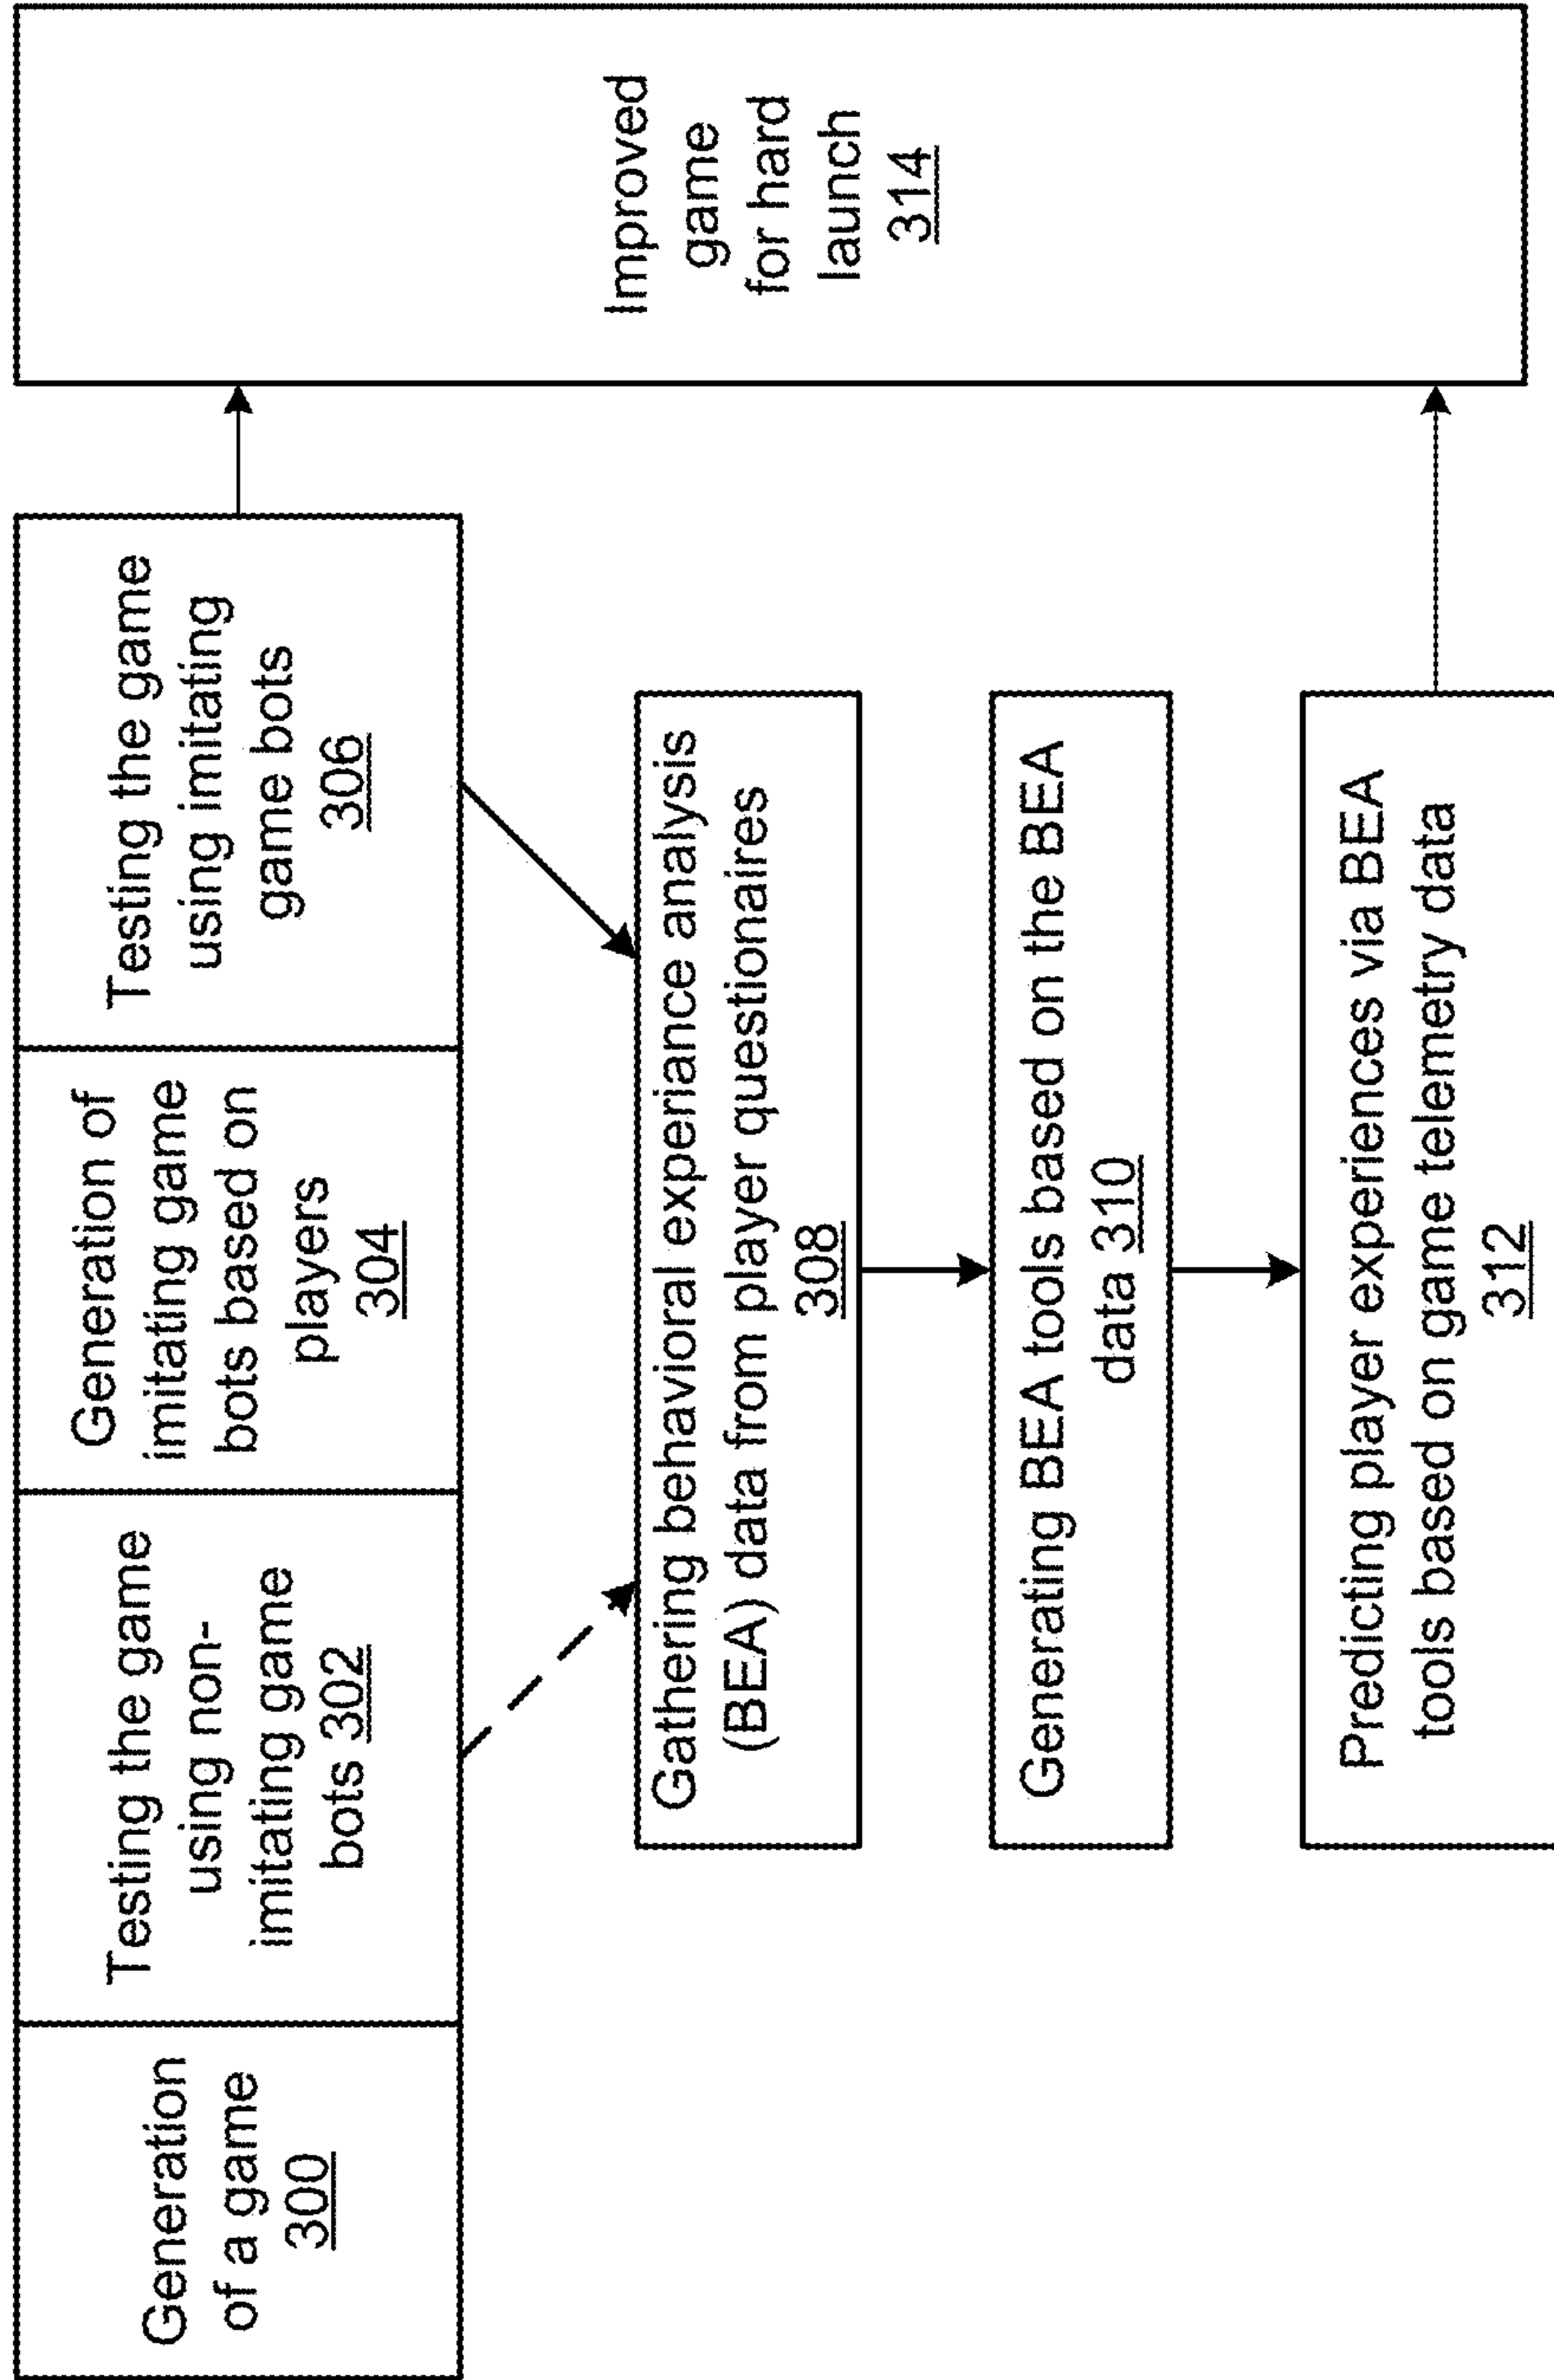 Generation
of a game
300
Testing the game
using non-
imitating game
bots 302
Generation of
imitating game
bots based on
players
304
Testing the game
using imitating
game bots
306
Gathering behavioral experiance analysis
(BEA) data from player questionaires
308
Generating BEA tools based on the BEA
data 310
Predicting player experiences via BEA
tools based on game telemetry data
312
Improved
game
for hard
launch
314